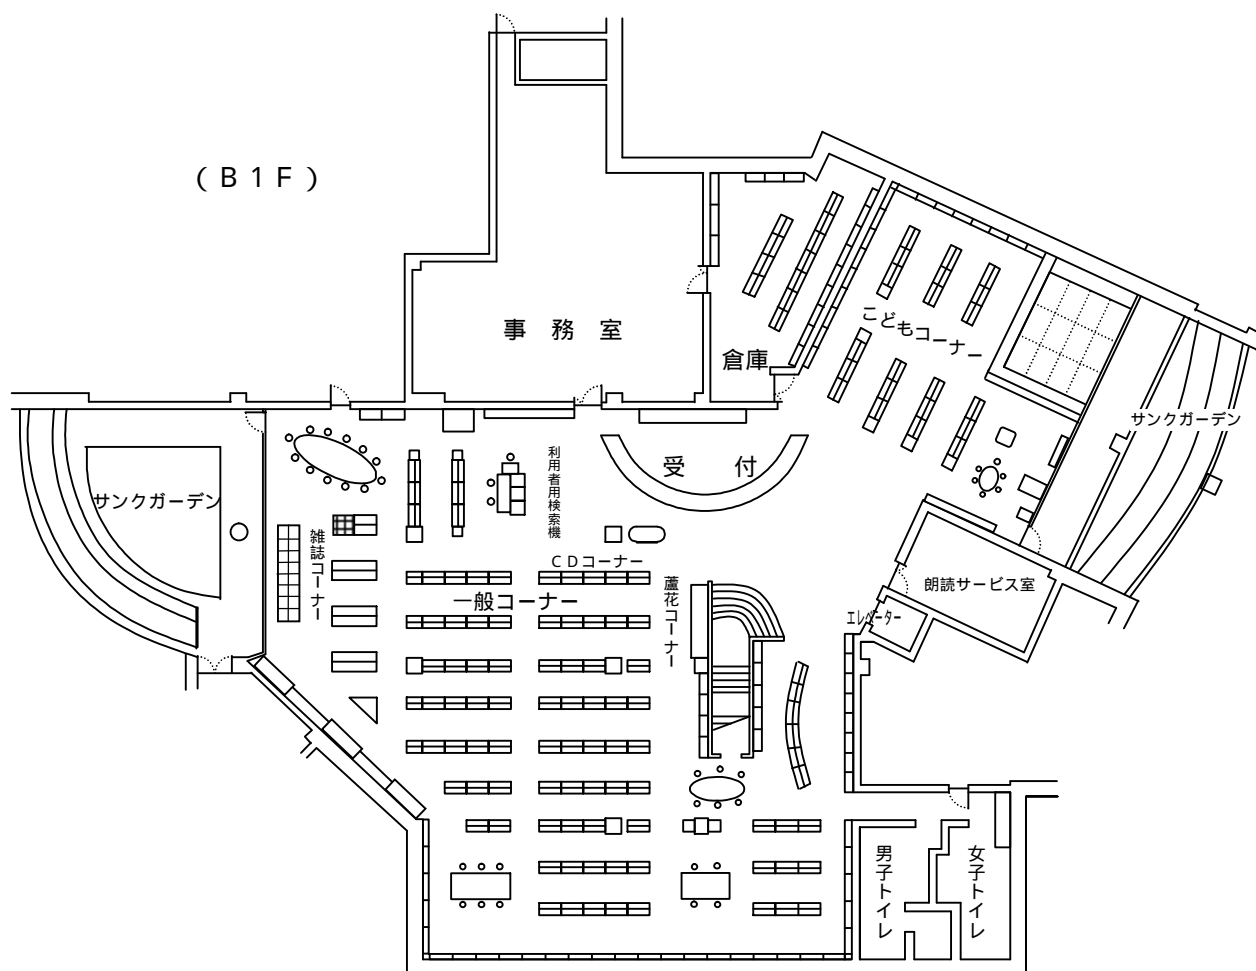 (B1F)
事務室
倉庫
こどもコーナー
サンクガーデン
サンクガーデン
受付
利用者用検索機
雑誌コーナー
CDコーナー
一般コーナー
蘆花コーナー
朗読サービス室
エレベーター
男子トイレ
女子トイレ